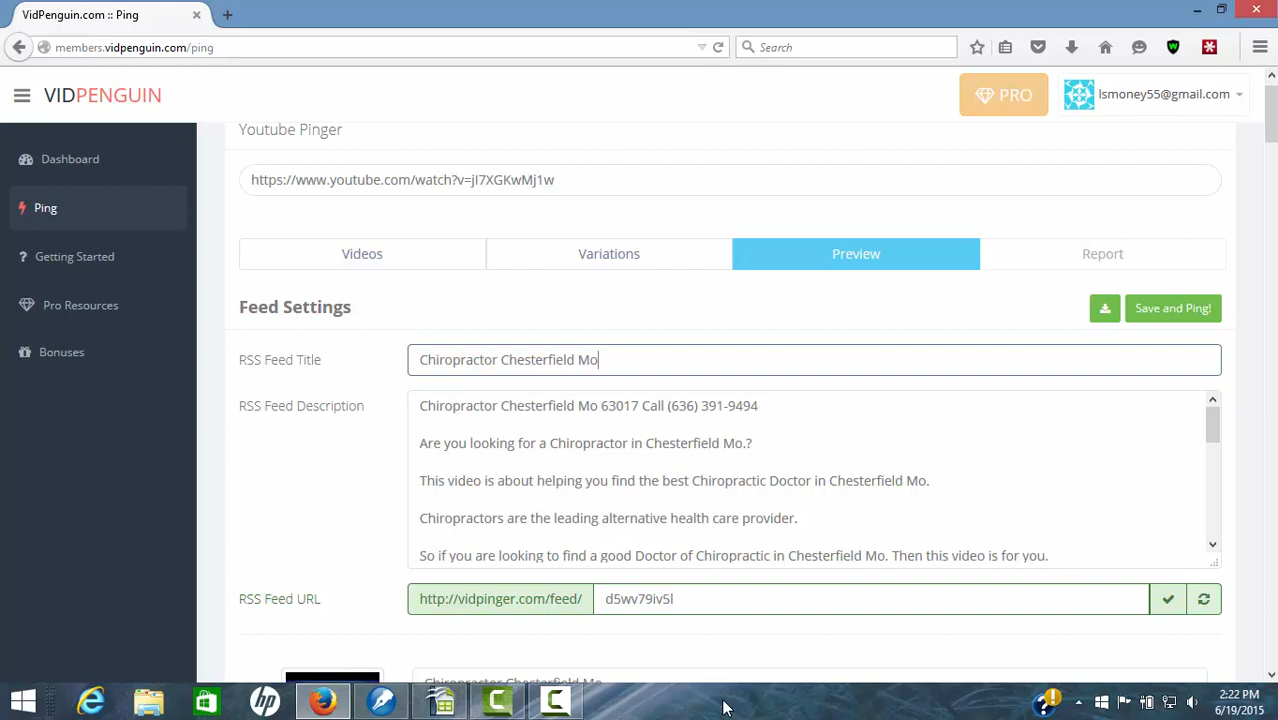 VidPenguin.com :: Ping
members.vidpenguin.com/ping
Search
VIDPENGUIN
PRO
lsmoney55@gmail.com
Youtube Pinger
Dashboard
https://www.youtube.com/watch?v=jI7XGKwMj1w
Ping
Videos
Variations
Preview
Report
Getting Started
Feed Settings
Save and Ping!
Pro Resources
RSS Feed Title
Chiropractor Chesterfield Mo
Bonuses
RSS Feed Description
Chiropractor Chesterfield Mo 63017 Call (636) 391-9494
Are you looking for a Chiropractor in Chesterfield Mo.?
This video is about helping you find the best Chiropractic Doctor in Chesterfield Mo.
Chiropractors are the leading alternative health care provider.
So if you are looking to find a good Doctor of Chiropractic in Chesterfield Mo. Then this video is for you.
RSS Feed URL
http://vidpinger.com/feed/
d5wv79iv5l
Chiropractor Chesterfield Mo
2:22 PM
6/19/2015